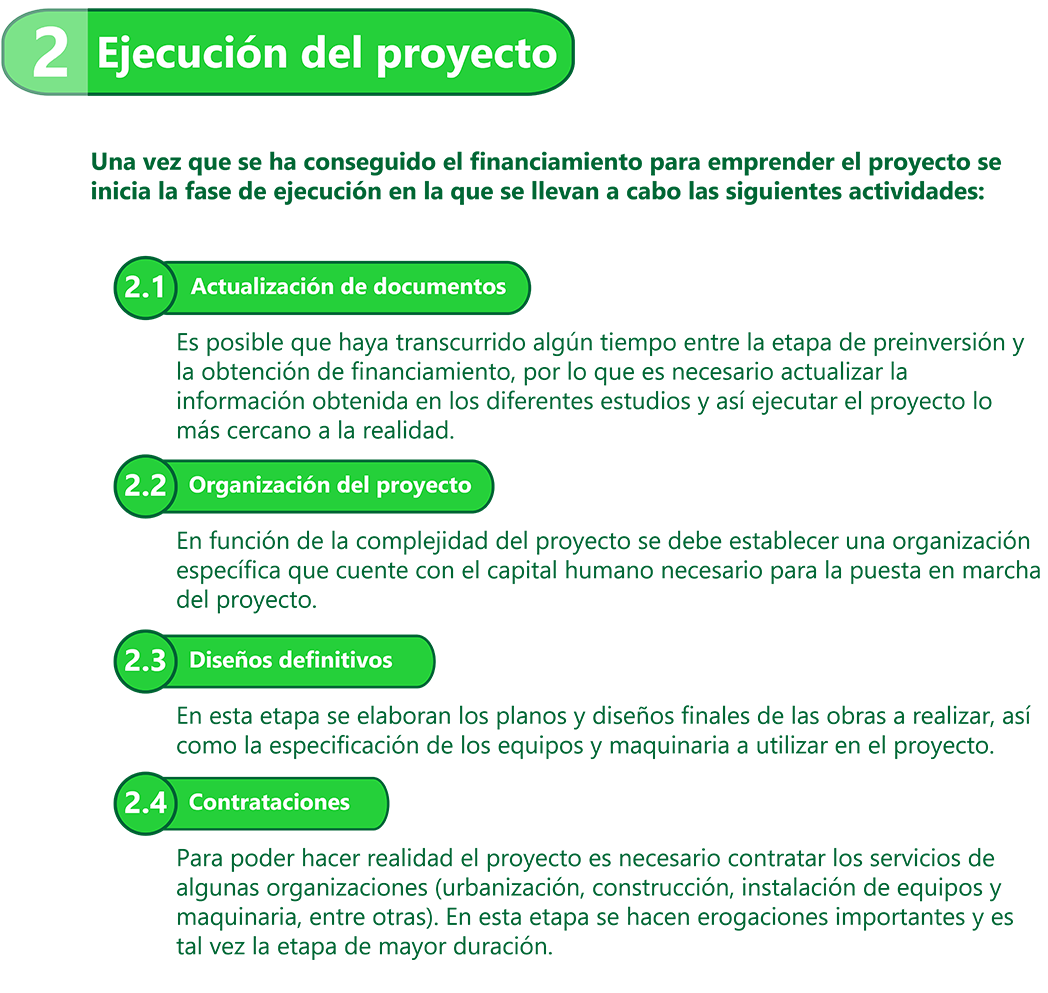 2 Ejecución del proyecto
Una vez que se ha conseguido el financiamiento para emprender el proyecto se
inicia la fase de ejecución en la que se llevan a cabo las siguientes actividades:
2.1 Actualización de documentos
Es posible que haya transcurrido algún tiempo entre la etapa de preinversión y
la obtención de financiamiento, por lo que es necesario actualizar la
información obtenida en los diferentes estudios y así ejecutar el proyecto lo
más cercano a la realidad.
2.2 Organización del proyecto
En función de la complejidad del proyecto se debe establecer una organización
específica que cuente con el capital humano necesario para la puesta en marcha
del proyecto.
2.3 Diseños definitivos
En esta etapa se elaboran los planos y diseños finales de las obras a realizar, así
como la especificación de los equipos y maquinaria a utilizar en el proyecto.
2.4 Contrataciones
Para poder hacer realidad el proyecto es necesario contratar los servicios de
algunas organizaciones (urbanización, construcción, instalación de equipos y
maquinaria, entre otras). En esta etapa se hacen erogaciones importantes y es
tal vez la etapa de mayor duración.